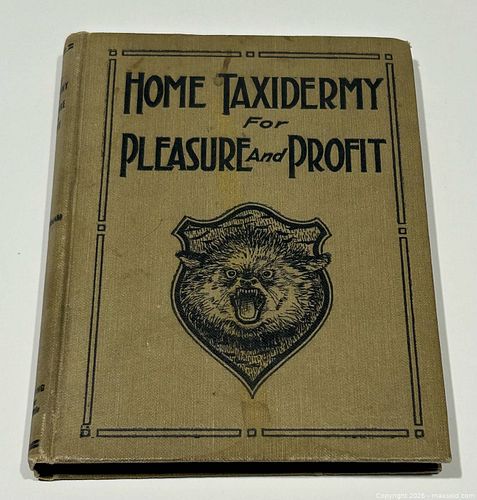 HOME TAXIDERMY
For
PLEASURE And PROFIT
Copyright 2025 - maxsold.com